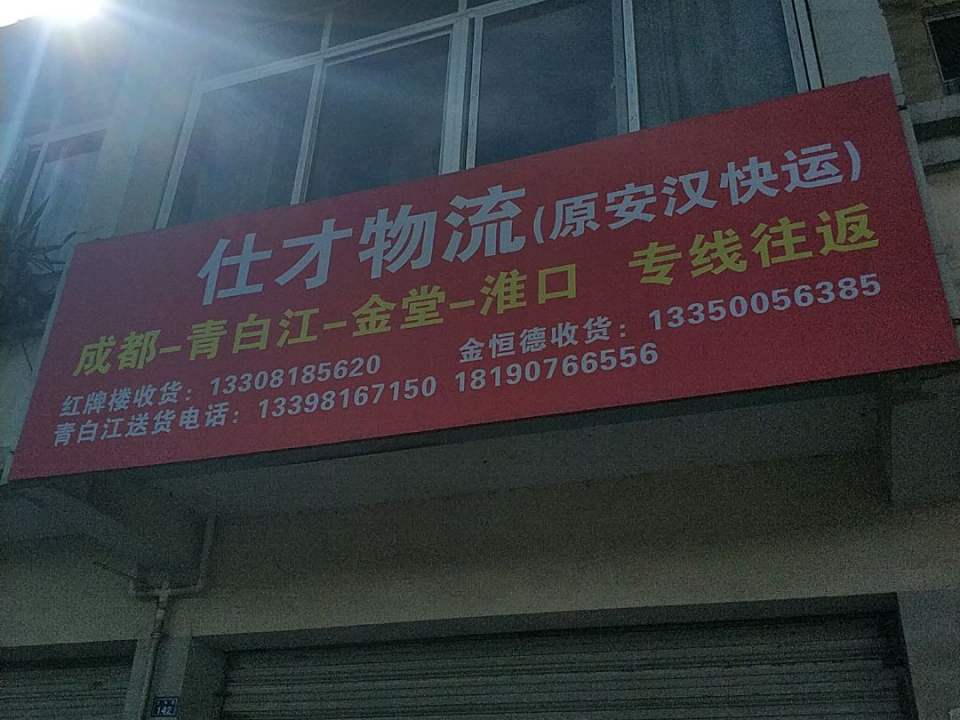 仕才物流(原安汉快运)
成都-青白江-金堂-淮口 专线往返
红牌楼收货：13308185620 金恒德收货：13350056385
青白江送货电话：13398167150 18190766556
142